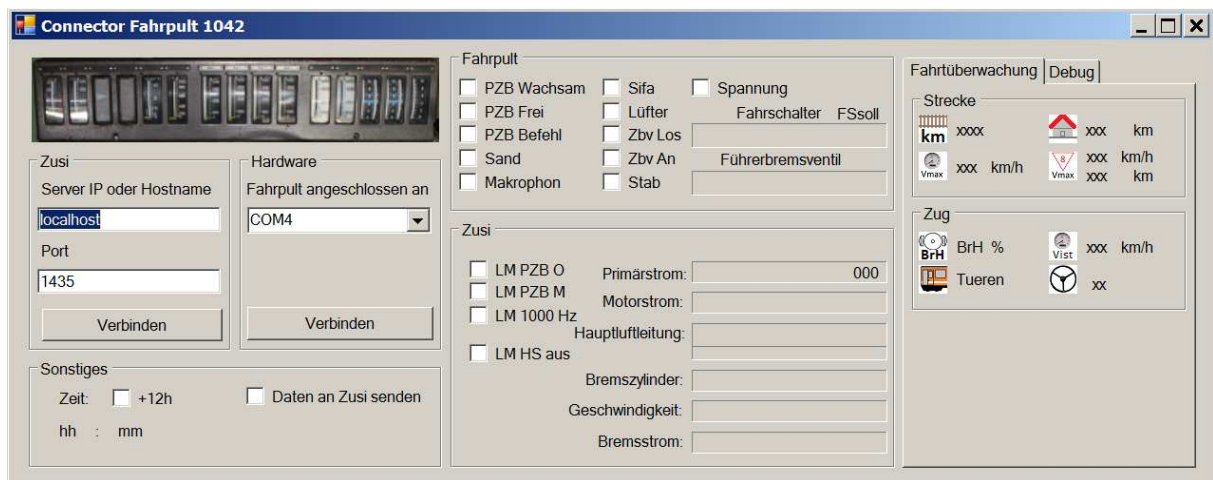 Connector Fahrpult 1042
Zusi
Server IP oder Hostname
localhost
Port
1435
Verbinden
Hardware
Fahrpult angeschlossen an
COM4
Verbinden
Sonstiges
Zeit: +12h
hh : mm
Daten an Zusi senden
Fahrpult
PZB Wachsam Sifa Spannung
PZB Frei Lüfter Fahrschalter FSsoll
PZB Befehl Zbv Los
Sand Zbv An Führerbremsventil
Makrophon Stab
Zusi
LM PZB O
LM PZB M
LM 1000 Hz
LM HS aus
Primärstrom: 000
Motorstrom:
Hauptluftleitung:
Bremszylinder:
Geschwindigkeit:
Bremsstrom:
Fahrtüberwachung Debug
Strecke
km xxxx xxx km
Vmax xxx km/h 8 Vmax xxx km/h
xxx km
Zug
BrH BrH % Vist xxx km/h
Tueren xx